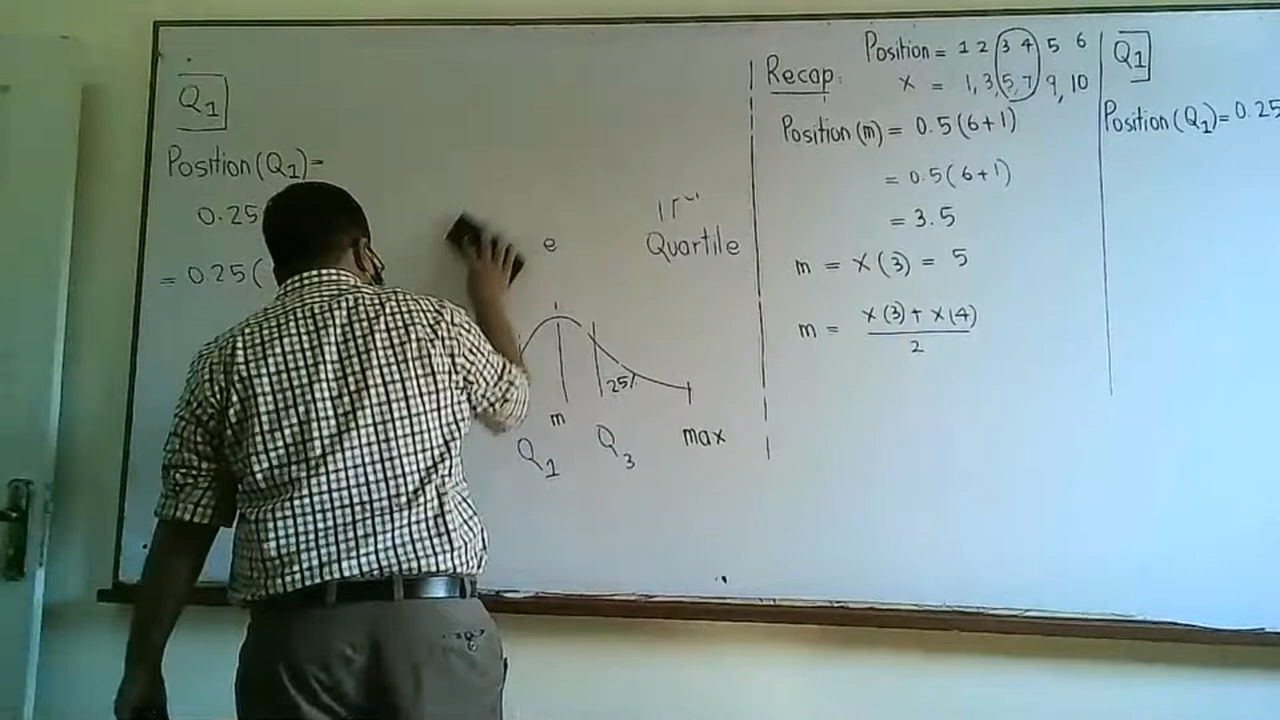 Q1
Position(Q1)=
0.25
= 0.25(
e
Quartile
25%
m
Q1
Q3
max
Recap:
Position = 1 2 3 4 5 6
x = 1, 3, 5, 7, 9, 10
Position(m) = 0.5(6+1)
= 0.5(6+1)
= 3.5
m = x(3) = 5
m = x(3) + x(4)
2
Q1
Position(Q1)= 0.25